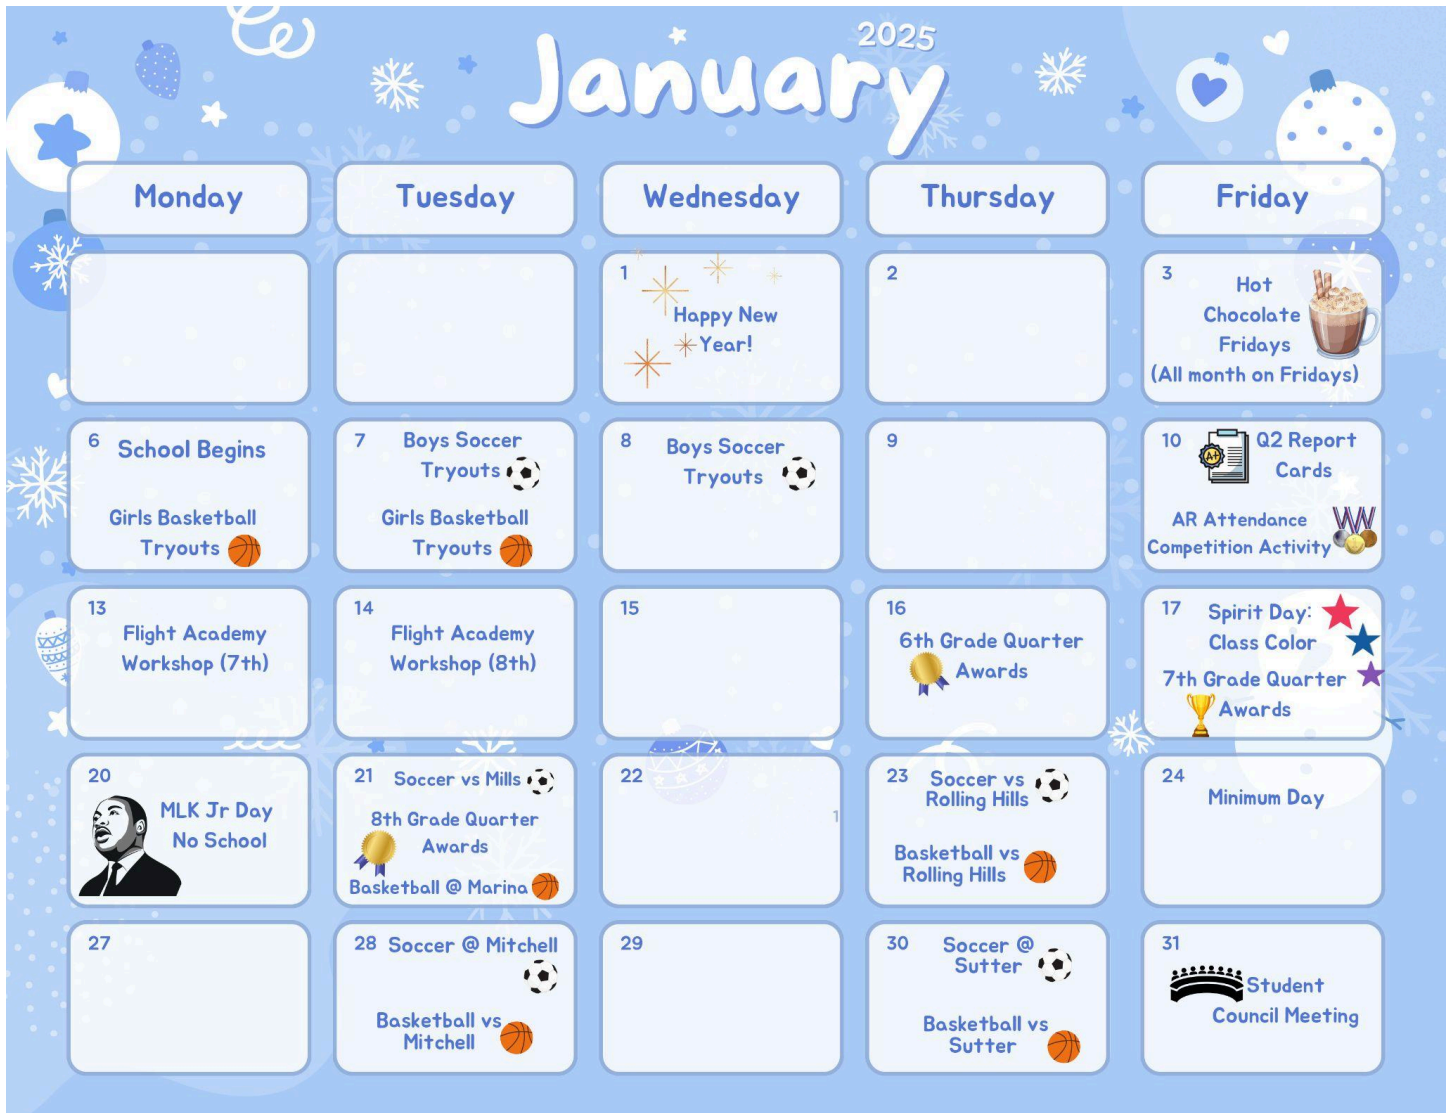 2025
January
Monday
Tuesday
Wednesday
Thursday
Friday
1
Happy New
Year!
2
3
Hot
Chocolate
Fridays
(All month on Fridays)
6
School Begins
Girls Basketball
Tryouts
7
Boys Soccer
Tryouts
Girls Basketball
Tryouts
8
Boys Soccer
Tryouts
9
10
A+
Q2 Report
Cards
AR Attendance
Competition Activity
13
Flight Academy
Workshop (7th)
14
Flight Academy
Workshop (8th)
15
16
6th Grade Quarter
Awards
17
Spirit Day:
Class Color
7th Grade Quarter
Awards
20
MLK Jr Day
No School
21
Soccer vs Mills
8th Grade Quarter
Awards
Basketball @ Marina
22
1
23
Soccer vs
Rolling Hills
Basketball vs
Rolling Hills
24
Minimum Day
27
28
Soccer @ Mitchell
Basketball vs
Mitchell
29
30
Soccer @
Sutter
Basketball vs
Sutter
31
Student
Council Meeting